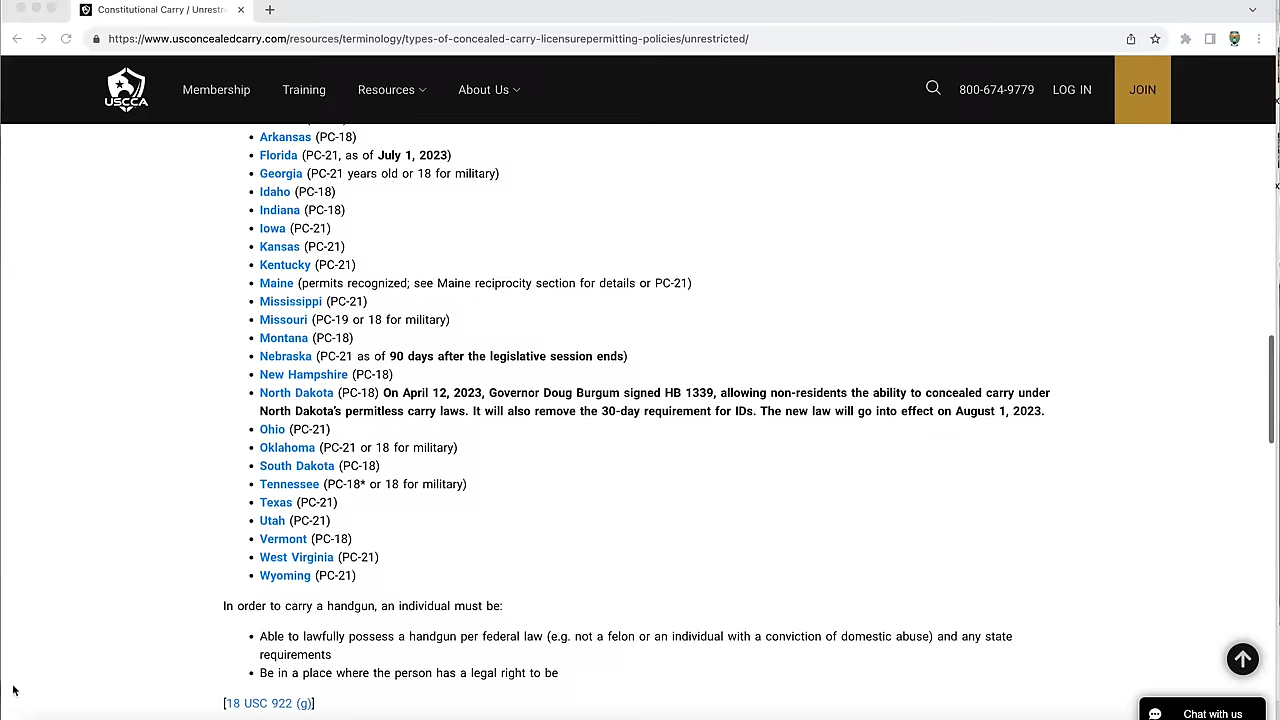 Constitutional Carry / Unrestr
https://www.usconcealedcarry.com/resources/terminology/types-of-concealed-carry-licensurepermitting-policies/unrestricted/
USCCA
Membership Training Resources About Us 800-674-9779 LOG IN JOIN
• Arkansas (PC-18)
• Florida (PC-21, as of July 1, 2023)
• Georgia (PC-21 years old or 18 for military)
• Idaho (PC-18)
• Indiana (PC-18)
• Iowa (PC-21)
• Kansas (PC-21)
• Kentucky (PC-21)
• Maine (permits recognized; see Maine reciprocity section for details or PC-21)
• Mississippi (PC-21)
• Missouri (PC-19 or 18 for military)
• Montana (PC-18)
• Nebraska (PC-21 as of 90 days after the legislative session ends)
• New Hampshire (PC-18)
• North Dakota (PC-18) On April 12, 2023, Governor Doug Burgum signed HB 1339, allowing non-residents the ability to concealed carry under
North Dakota’s permitless carry laws. It will also remove the 30-day requirement for IDs. The new law will go into effect on August 1, 2023.
• Ohio (PC-21)
• Oklahoma (PC-21 or 18 for military)
• South Dakota (PC-18)
• Tennessee (PC-18* or 18 for military)
• Texas (PC-21)
• Utah (PC-21)
• Vermont (PC-18)
• West Virginia (PC-21)
• Wyoming (PC-21)
In order to carry a handgun, an individual must be:
• Able to lawfully possess a handgun per federal law (e.g. not a felon or an individual with a conviction of domestic abuse) and any state
requirements
• Be in a place where the person has a legal right to be
[18 USC 922 (g)]
Chat with us